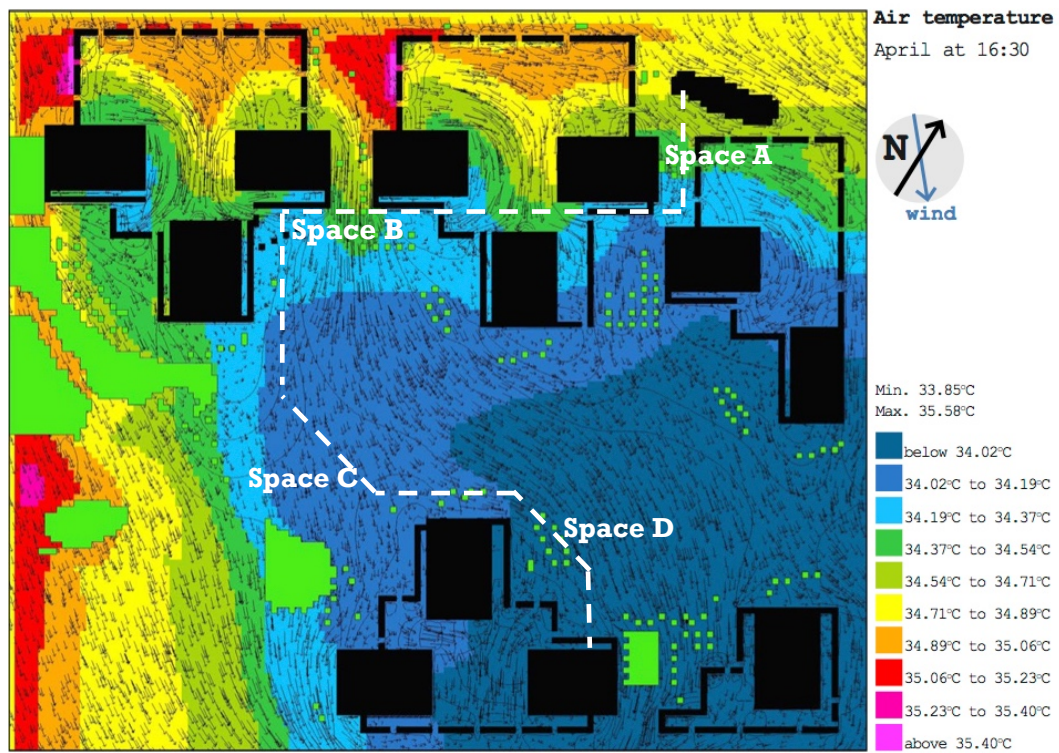 Air temperature
April at 16:30
N
wind
Space A
Space B
Space C
Space D
Min. 33.85°C
Max. 35.58°C
below 34.02°C
34.02°C to 34.19°C
34.19°C to 34.37°C
34.37°C to 34.54°C
34.54°C to 34.71°C
34.71°C to 34.89°C
34.89°C to 35.06°C
35.06°C to 35.23°C
35.23°C to 35.40°C
above 35.40°C